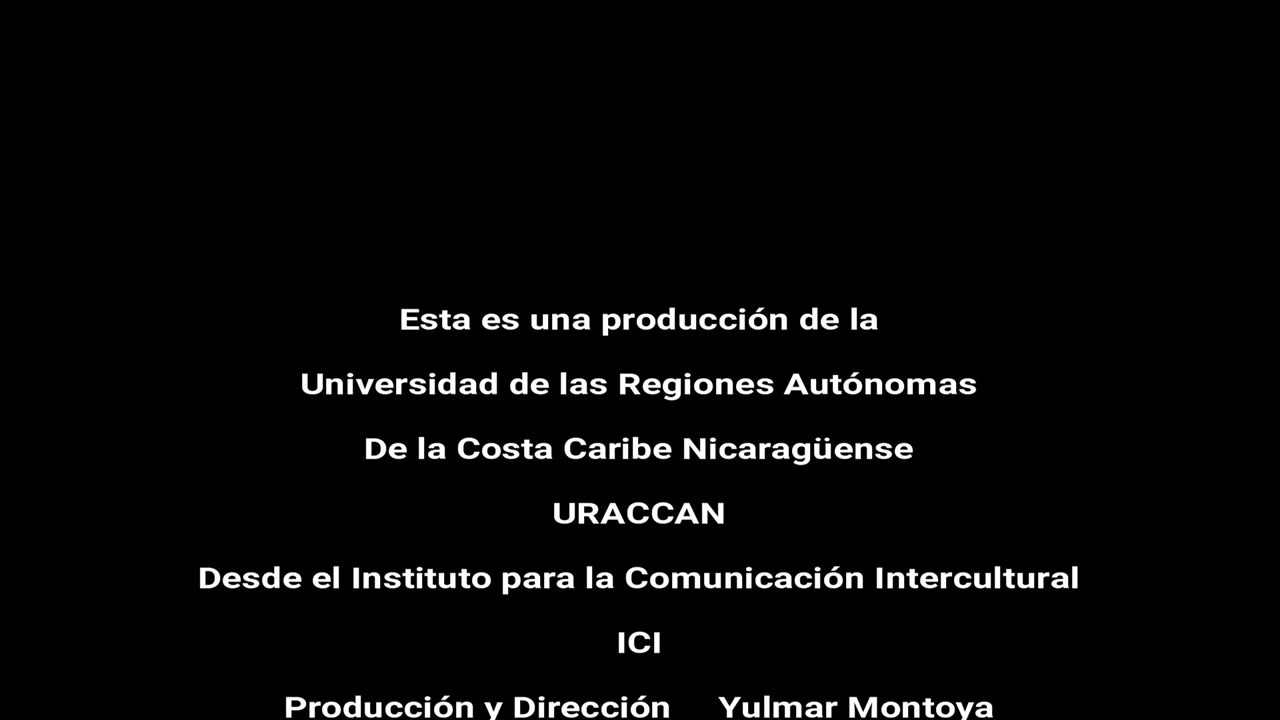 Esta es una producción de la
Universidad de las Regiones Autónomas
De la Costa Caribe Nicaragüense
URACCAN
Desde el Instituto para la Comunicación Intercultural
ICI
Producción y Dirección Yulmar Montoya